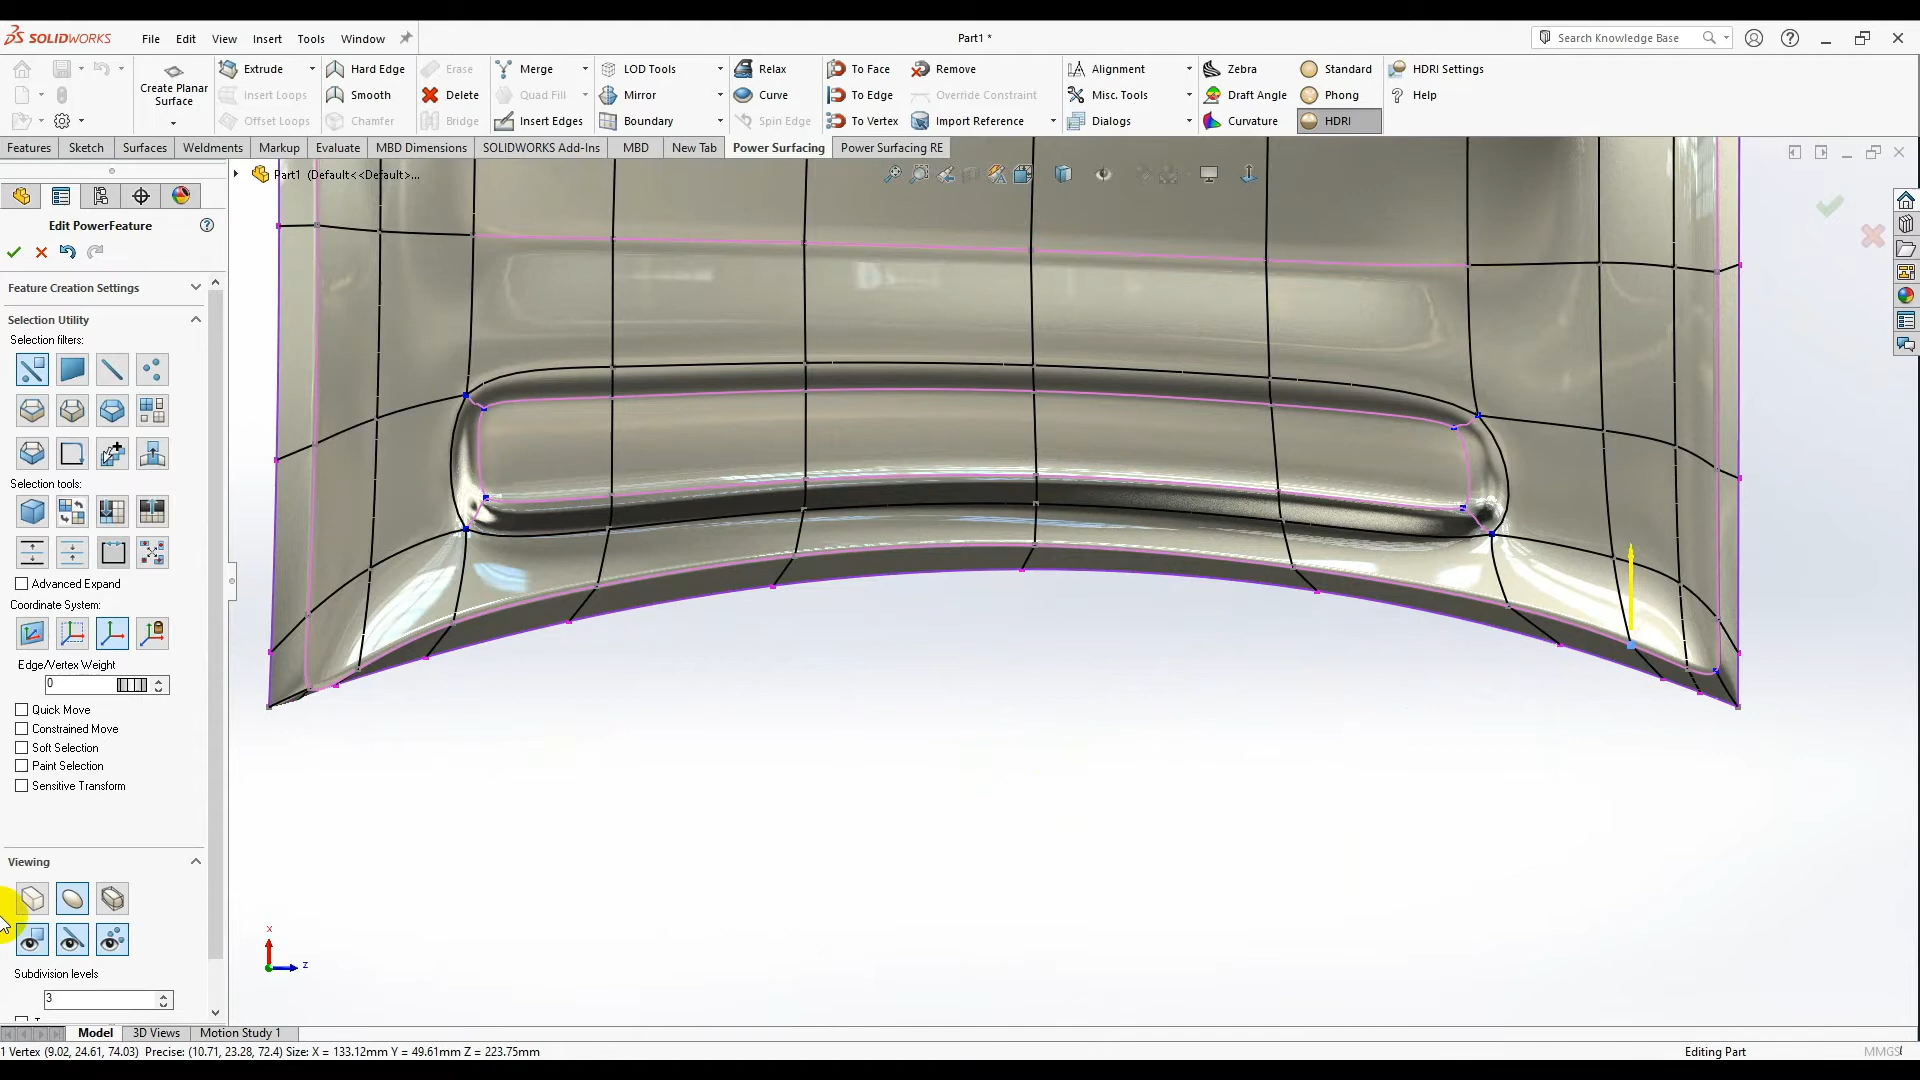 SOLIDWORKS File Edit View Insert Tools Window Part1 * Search Knowledge Base
Extrude Hard Edge Erase Merge LOD Tools Relax To Face Remove Alignment Zebra Standard HDRI Settings
Create Planar Surface Insert Loops Smooth Delete Quad Fill Mirror Curve To Edge Override Constraint Misc. Tools Draft Angle Phong Help
Offset Loops Chamfer Bridge Insert Edges Boundary Spin Edge To Vertex Import Reference Dialogs Curvature HDRI
Features Sketch Surfaces Weldments Markup Evaluate MBD Dimensions SOLIDWORKS Add-Ins MBD New Tab Power Surfacing Power Surfacing RE
Part1 (Default<<Default>...
Edit PowerFeature
Feature Creation Settings
Selection Utility
Selection filters:
Selection tools:
Advanced Expand
Coordinate System:
Edge/Vertex Weight
0
Quick Move
Constrained Move
Soft Selection
Paint Selection
Sensitive Transform
Viewing
x
z
Subdivision levels
3
Model 3D Views Motion Study 1
1 Vertex (9.02, 24.61, 74.03) Precise: (10.71, 23.28, 72.4) Size: X = 133.12mm Y = 49.61mm Z = 223.75mm Editing Part MMGS